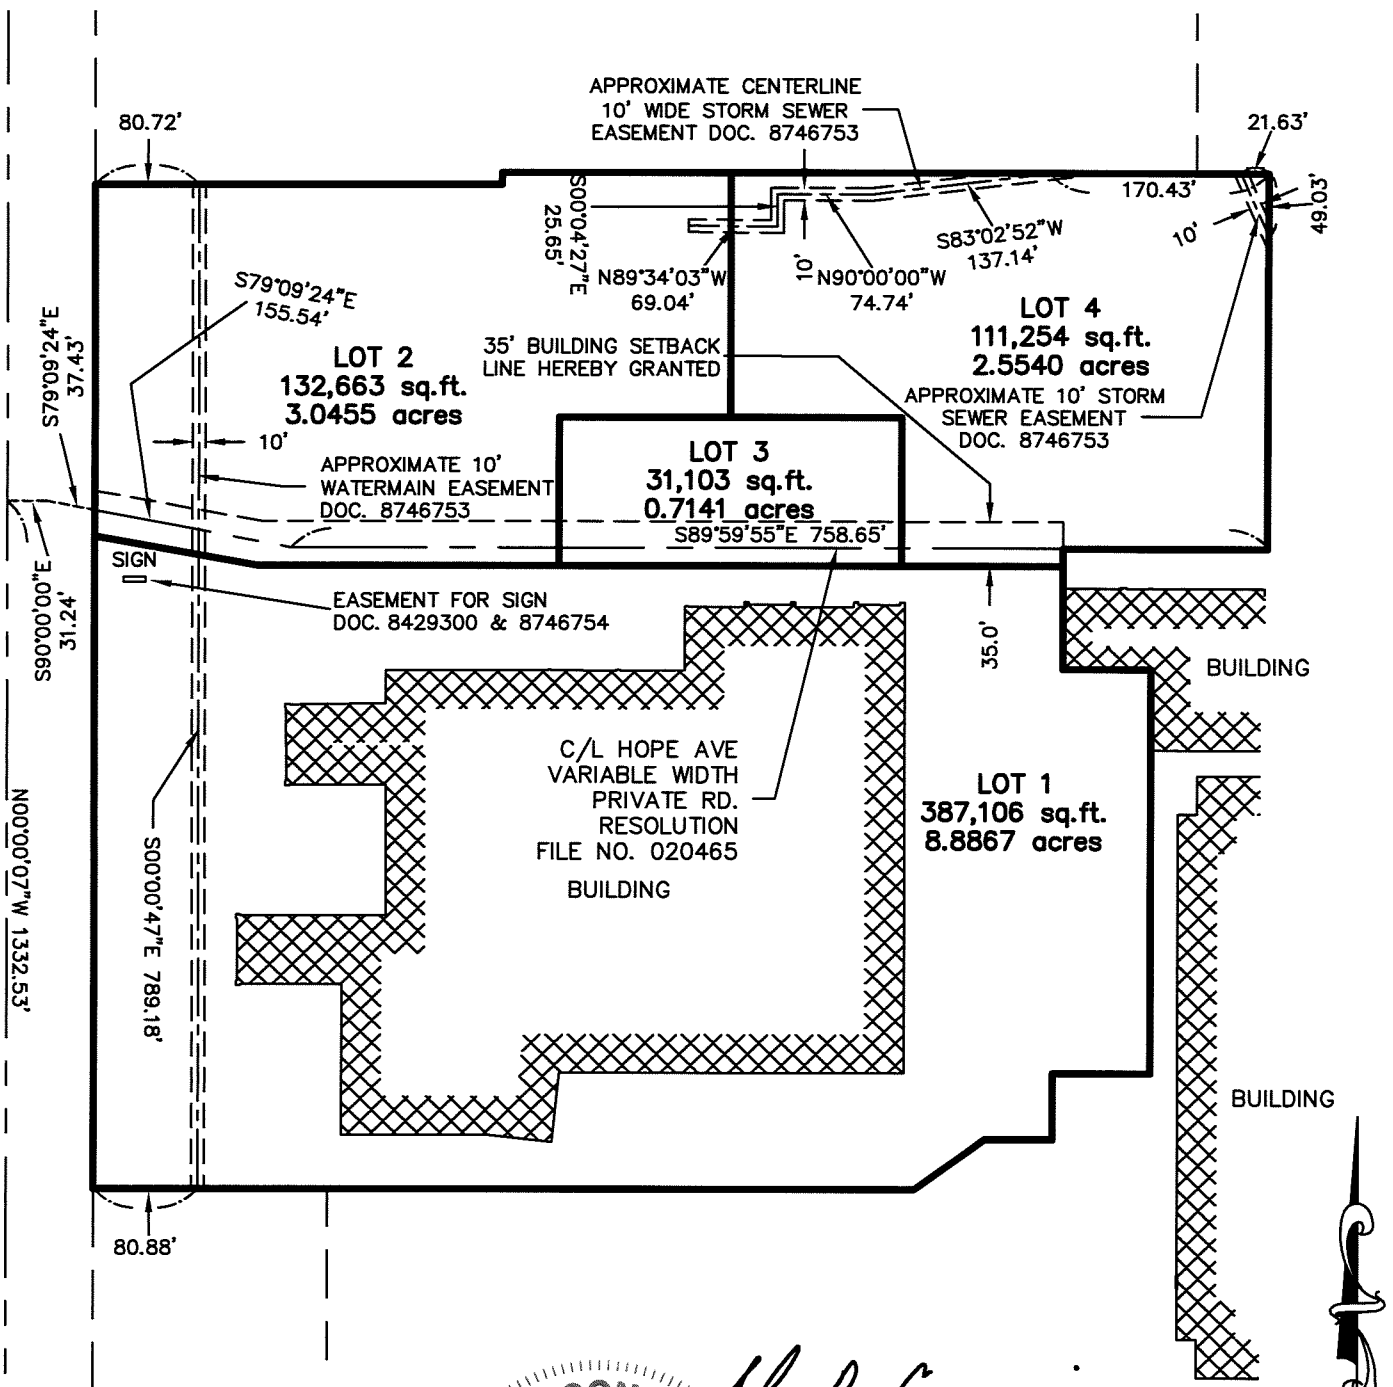 APPROXIMATE CENTERLINE
10' WIDE STORM SEWER
EASEMENT DOC. 8746753
80.72'
21.63'
170.43'
49.03'
10'
S00°04'27"E
25.65'
S83°02'52"W
137.14'
10'
N89°34'03"W
69.04'
N90°00'00"W
74.74'
S79°09'24"E
155.54'
S79°09'24"E
37.43'
LOT 2
132,663 sq.ft.
3.0455 acres
35' BUILDING SETBACK
LINE HEREBY GRANTED
LOT 4
111,254 sq.ft.
2.5540 acres
APPROXIMATE 10' STORM
SEWER EASEMENT
DOC. 8746753
10'
APPROXIMATE 10'
WATERMAIN EASEMENT
DOC. 8746753
LOT 3
31,103 sq.ft.
0.7141 acres
S89°59'55"E 758.65'
SIGN
S90°00'00"E
31.24'
EASEMENT FOR SIGN
DOC. 8429300 & 8746754
35.0'
BUILDING
C/L HOPE AVE
VARIABLE WIDTH
PRIVATE RD.
RESOLUTION
FILE NO. 020465
BUILDING
LOT 1
387,106 sq.ft.
8.8867 acres
N00°00'07"W 1332.53'
S00°00'47"E 789.18'
BUILDING
80.88'